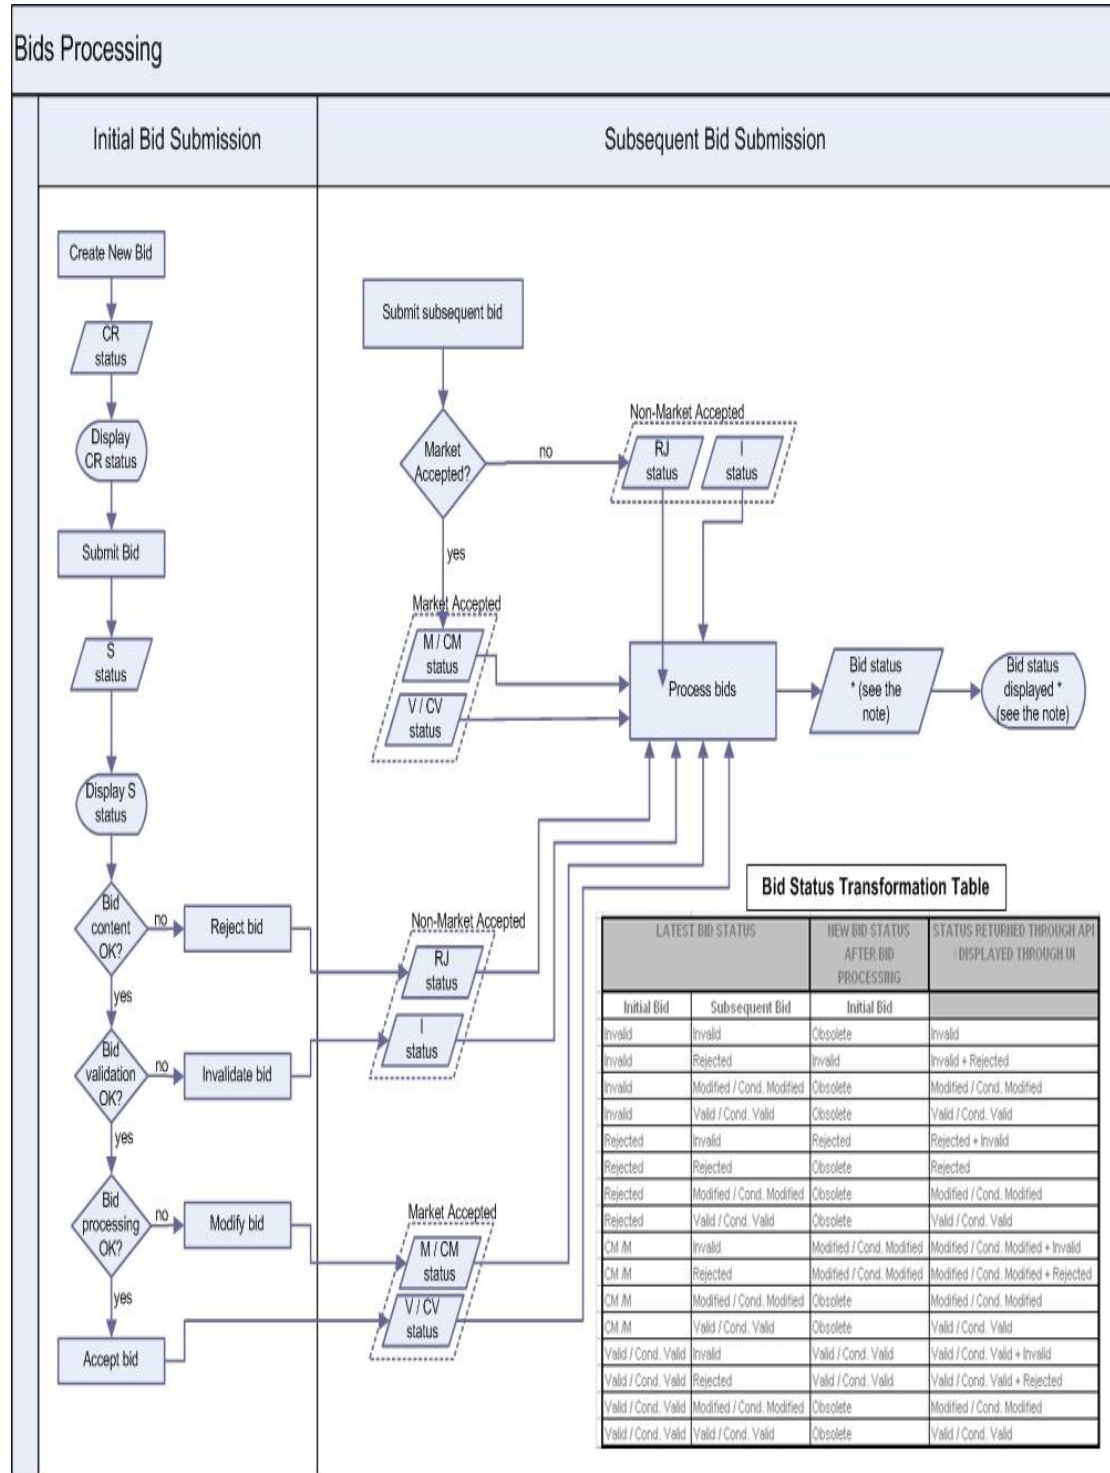 Bids Processing
Initial Bid Submission
Subsequent Bid Submission
Create New Bid
CR
status
Display
CR status
Submit Bid
S
status
Display S
status
Bid
content
OK?
no
Reject bid
yes
Bid
validation
OK?
no
Invalidate bid
yes
Bid
processing
OK?
no
Modify bid
yes
Accept bid
Submit subsequent bid
Market
Accepted?
no
Non-Market Accepted
RJ
status
I
status
yes
Market Accepted
M / CM
status
V / CV
status
Process bids
Bid status
* (see the
note)
Bid status
displayed *
(see the note)
Non-Market Accepted
RJ
status
I
status
Market Accepted
M / CM
status
V / CV
status
Bid Status Transformation Table
LATEST BID STATUS
NEW BID STATUS
AFTER BID
PROCESSING
STATUS RETURNED THROUGH API
/ DISPLAYED THROUGH UI
Initial Bid Subsequent Bid Initial Bid
Invalid Invalid Obsolete Invalid
Invalid Rejected Invalid Invalid + Rejected
Invalid Modified / Cond. Modified Obsolete Modified / Cond. Modified
Invalid Valid / Cond. Valid Obsolete Valid / Cond. Valid
Rejected Invalid Rejected Rejected + Invalid
Rejected Rejected Obsolete Rejected
Rejected Modified / Cond. Modified Obsolete Modified / Cond. Modified
Rejected Valid / Cond. Valid Obsolete Valid / Cond. Valid
CM /M Invalid Modified / Cond. Modified Modified / Cond. Modified + Invalid
CM /M Rejected Modified / Cond. Modified Modified / Cond. Modified + Rejected
CM /M Modified / Cond. Modified Obsolete Modified / Cond. Modified
CM /M Valid / Cond. Valid Obsolete Valid / Cond. Valid
Valid / Cond. Valid Invalid Valid / Cond. Valid Valid / Cond. Valid + Invalid
Valid / Cond. Valid Rejected Valid / Cond. Valid Valid / Cond. Valid + Rejected
Valid / Cond. Valid Modified / Cond. Modified Obsolete Modified / Cond. Modified
Valid / Cond. Valid Valid / Cond. Valid Obsolete Valid / Cond. Valid